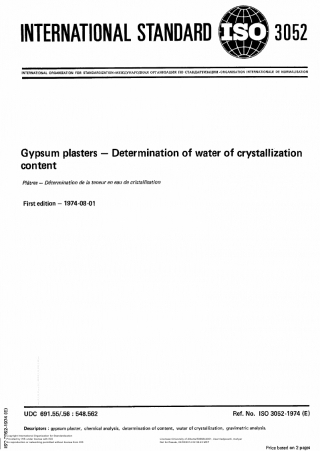 INTERNATIONAL STANDARD ISO 3052
INTERNATIONAL ORGANIZATION FOR STANDARDIZATION•МЕЖДУНАРОДНАЯ ОРГАНИЗАЦИЯ ПО СТАНДАРТИЗАЦИИ•ORGANISATION INTERNATIONALE DE NORMALISATION
Gypsum plasters — Determination of water of crystallization
content
Plâtres — Détermination de la teneur en eau de cristallisation
First edition — 1974-08-01
UDC 691.55/.56 : 548.562
Ref. No. ISO 3052-1974 (E)
Descriptors : gypsum plaster, chemical analysis, determination of content, water of crystallization, gravimetric analysis.
Price based on 2 pages
ISO 3052-1974 (E)